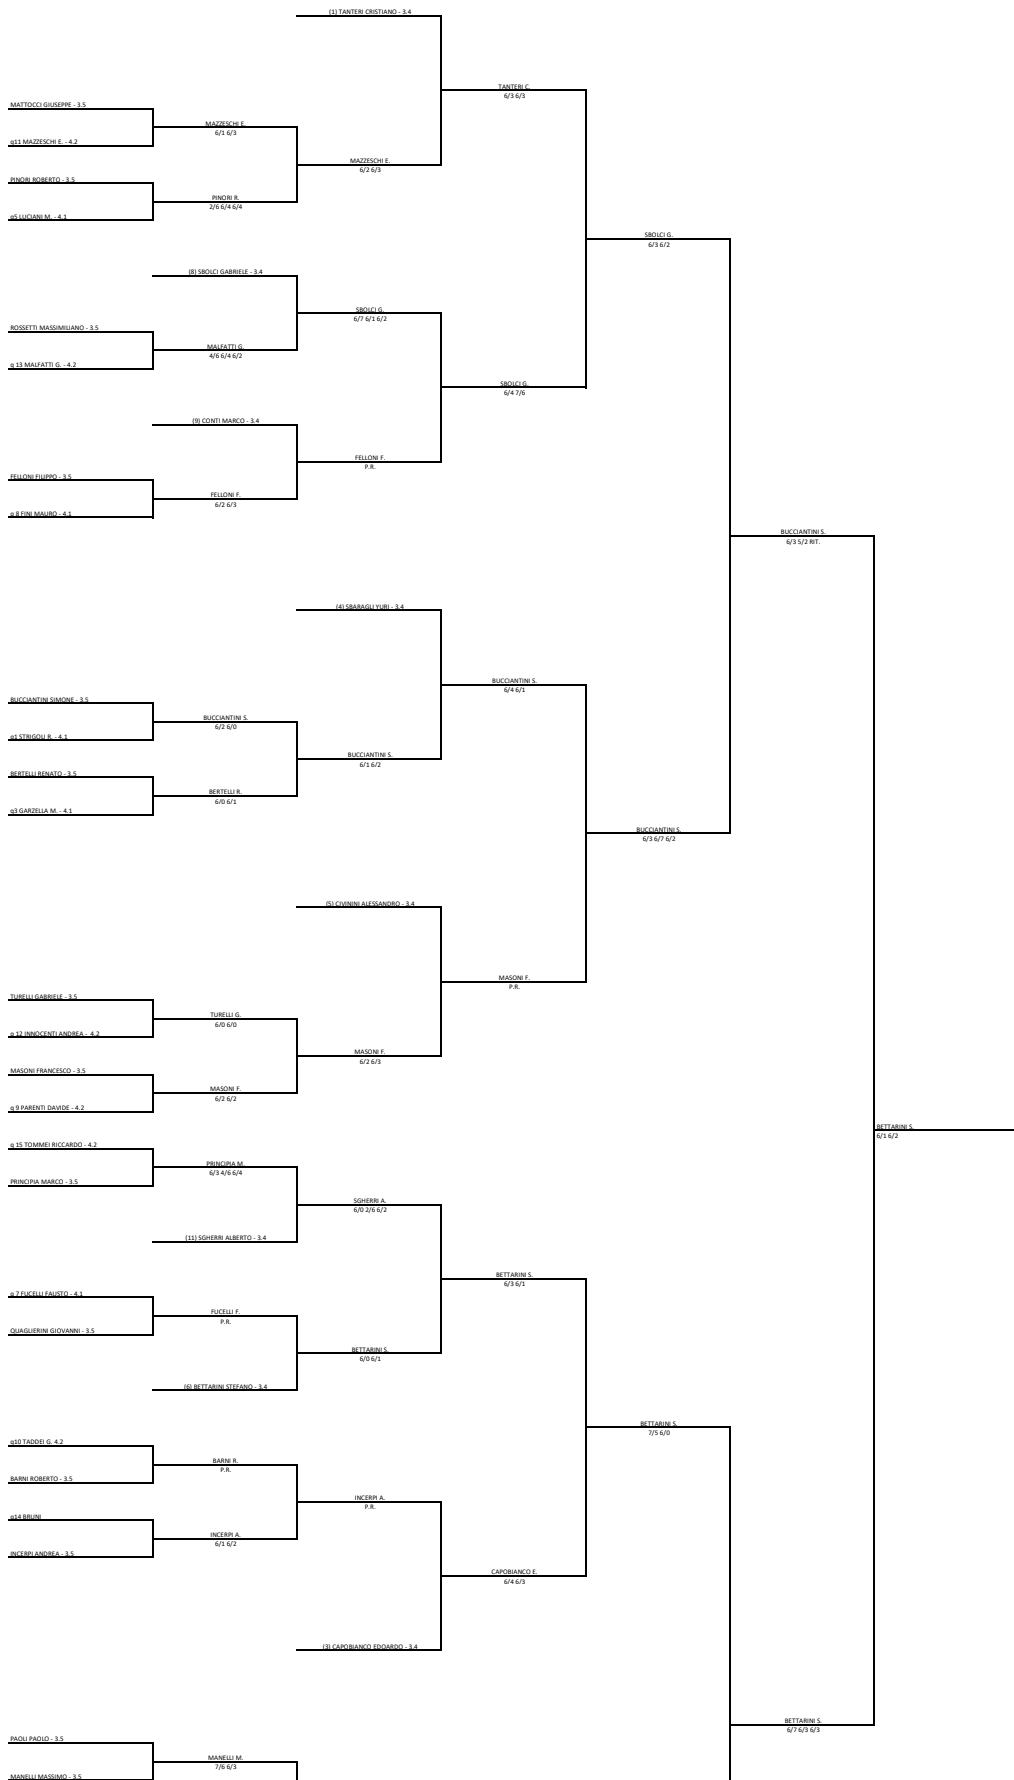 (1) TANTERI CRISTIANO - 3.4
TANTERI C.
6/3 6/3
MATTOCCI GIUSEPPE - 3.5
MAZZESCHI E.
6/1 6/3
q11 MAZZESCHI E. - 4.2
MAZZESCHI E.
6/2 6/3
PINORI ROBERTO - 3.5
PINORI R.
2/6 6/4 6/4
q5 LUCIANI M. - 4.1
SBOLCI G.
6/3 6/2
(8) SBOLCI GABRIELE - 3.4
SBOLCI G.
6/7 6/1 6/2
ROSSETTI MASSIMILIANO - 3.5
MALFATTI G.
4/6 6/4 6/2
q 13 MALFATTI G. - 4.2
SBOLCI G.
6/4 7/6
(9) CONTI MARCO - 3.4
FELLONI F.
P.R.
FELLONI FILIPPO - 3.5
FELLONI F.
6/2 6/3
q 8 FINI MAURO - 4.1
BUCCIANTINI S.
6/3 5/2 RIT.
(4) SBARAGLI YURI - 3.4
BUCCIANTINI S.
6/4 6/1
BUCCIANTINI SIMONE - 3.5
BUCCIANTINI S.
6/2 6/0
q1 STRIGOLI R. - 4.1
BUCCIANTINI S.
6/1 6/2
BERTELLI RENATO - 3.5
BERTELLI R.
6/0 6/1
q3 GARZELLA M. - 4.1
BUCCIANTINI S.
6/3 6/7 6/2
(5) CIVININI ALESSANDRO - 3.4
MASONI F.
P.R.
TURELLI GABRIELE - 3.5
TURELLI G.
6/0 6/0
q 12 INNOCENTI ANDREA - 4.2
MASONI F.
6/2 6/3
MASONI FRANCESCO - 3.5
MASONI F.
6/2 6/2
q 9 PARENTI DAVIDE - 4.2
BETTARINI S.
6/1 6/2
q 15 TOMMEI RICCARDO - 4.2
PRINCIPIA M.
6/3 4/6 6/4
PRINCIPIA MARCO - 3.5
SGHERRI A.
6/0 2/6 6/2
(11) SGHERRI ALBERTO - 3.4
BETTARINI S.
6/3 6/1
q 7 FUCELLI FAUSTO - 4.1
FUCELLI F.
P.R.
QUAGLIERINI GIOVANNI - 3.5
BETTARINI S.
6/0 6/1
(6) BETTARINI STEFANO - 3.4
BETTARINI S.
7/5 6/0
q10 TADDEI G. 4.2
BARNI R.
P.R.
BARNI ROBERTO - 3.5
INCERPI A.
P.R.
q14 BRUNI
INCERPI A.
6/1 6/2
INCERPI ANDREA - 3.5
CAPOBIANCO E.
6/4 6/3
(3) CAPOBIANCO EDOARDO - 3.4
BETTARINI S.
6/7 6/3 6/3
PAOLI PAOLO - 3.5
MANELLI M.
7/6 6/3
MANELLI MASSIMO - 3.5